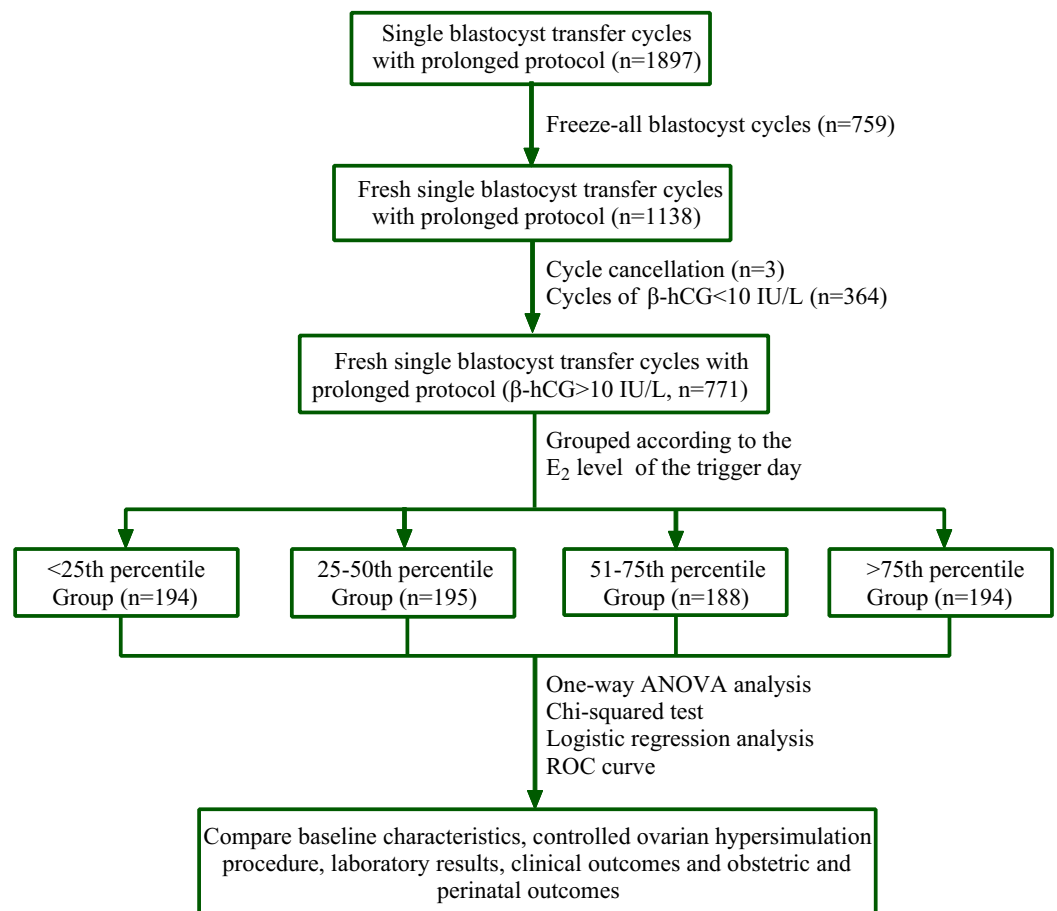 Single blastocyst transfer cycles
with prolonged protocol (n=1897)
Freeze-all blastocyst cycles (n=759)
Fresh single blastocyst transfer cycles
with prolonged protocol (n=1138)
Cycle cancellation (n=3)
Cycles of β-hCG<10 IU/L (n=364)
Fresh single blastocyst transfer cycles with
prolonged protocol (β-hCG>10 IU/L, n=771)
Grouped according to the
E₂ level of the trigger day
<25th percentile
Group (n=194)
25-50th percentile
Group (n=195)
51-75th percentile
Group (n=188)
>75th percentile
Group (n=194)
One-way ANOVA analysis
Chi-squared test
Logistic regression analysis
ROC curve
Compare baseline characteristics, controlled ovarian hypersimulation
procedure, laboratory results, clinical outcomes and obstetric and
perinatal outcomes